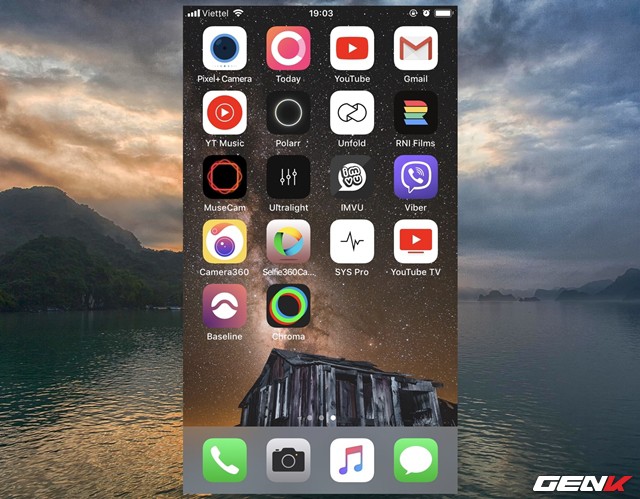 Viettel 19:03
Pixel+Camera Today YouTube Gmail
YT Music Polarr Unfold RNI Films
imvu
MuseCam Ultralight IMVU Viber
Camera360 Selfie360Ca... SYS Pro YouTube TV
Baseline Chroma
GENK